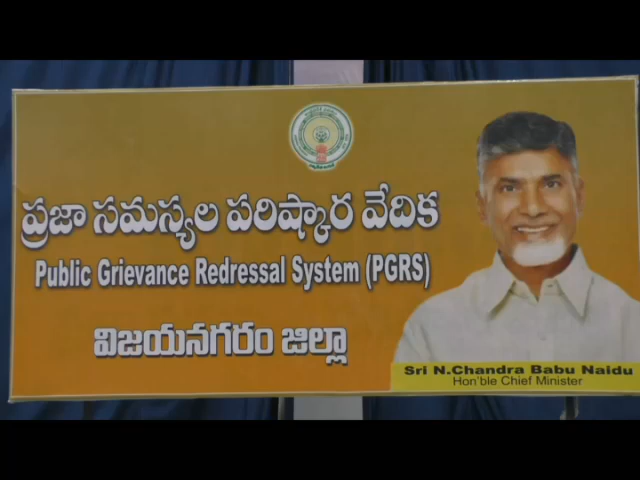 ప్రజా సమస్యల పరిష్కార వేదిక
Public Grievance Redressal System (PGRS)
విజయనగరం జిల్లా
Sri N.Chandra Babu Naidu
Hon'ble Chief Minister